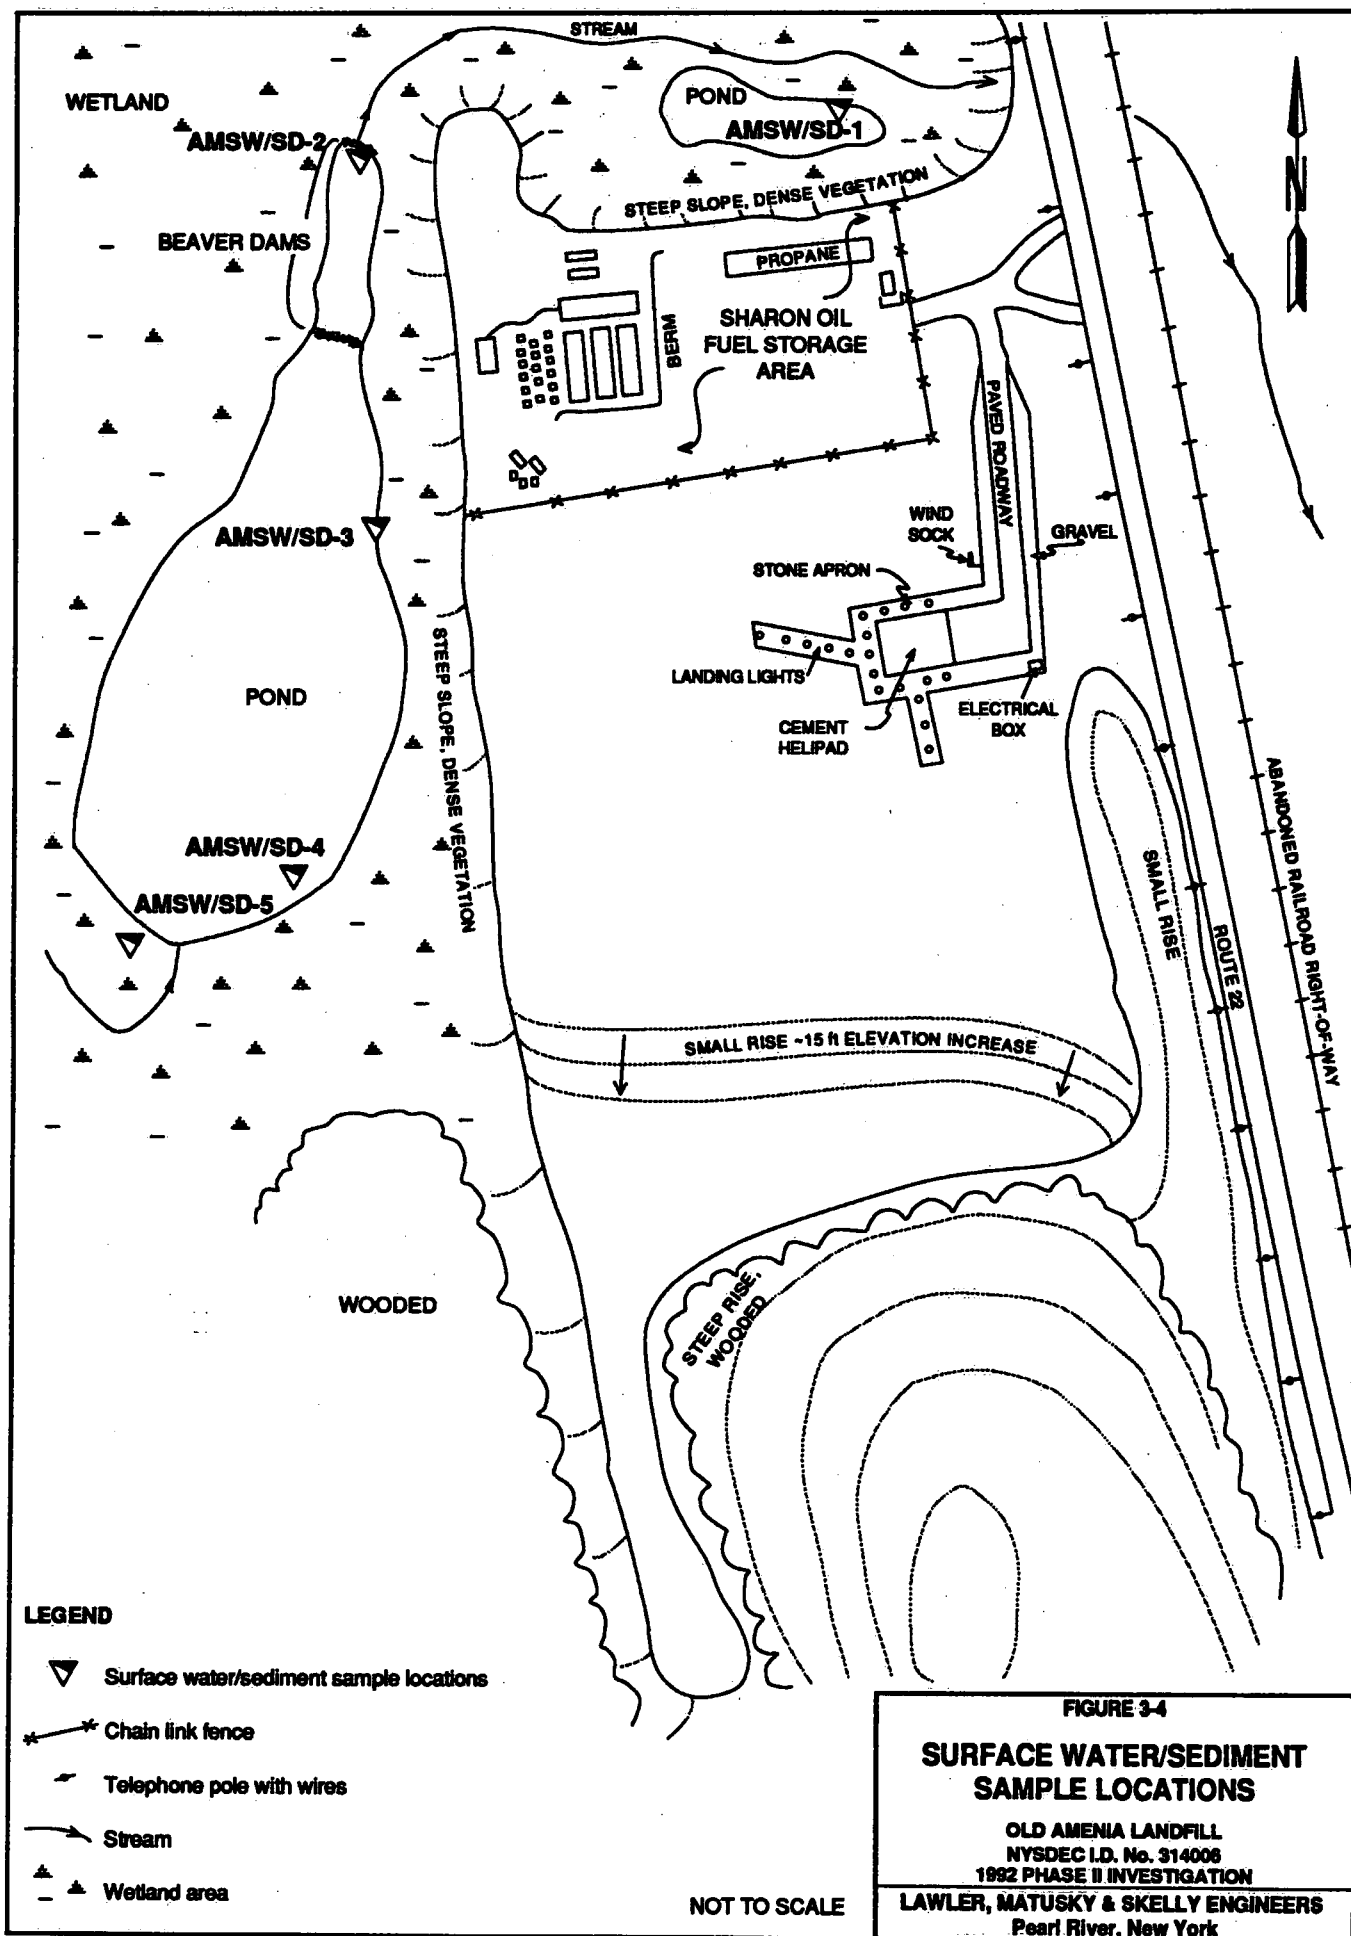 STREAM
WETLAND
POND
AMSW/SD-1
AMSW/SD-2
STEEP SLOPE, DENSE VEGETATION
BEAVER DAMS
PROPANE
N
BERM
SHARON OIL
FUEL STORAGE
AREA
PAVED ROADWAY
AMSW/SD-3
WIND
SOCK
GRAVEL
STONE APRON
LANDING LIGHTS
CEMENT
HELIPAD
ELECTRICAL
BOX
STEEP SLOPE, DENSE VEGETATION
POND
AMSW/SD-4
AMSW/SD-5
SMALL RISE
ROUTE 22
ABANDONED RAILROAD RIGHT-OF-WAY
SMALL RISE ~15 ft ELEVATION INCREASE
WOODED
STEEP RISE,
WOODED
LEGEND
Surface water/sediment sample locations
Chain link fence
Telephone pole with wires
Stream
Wetland area
NOT TO SCALE
FIGURE 3-4
SURFACE WATER/SEDIMENT
SAMPLE LOCATIONS
OLD AMENIA LANDFILL
NYSDEC I.D. No. 314006
1992 PHASE II INVESTIGATION
LAWLER, MATUSKY & SKELLY ENGINEERS
Pearl River, New York